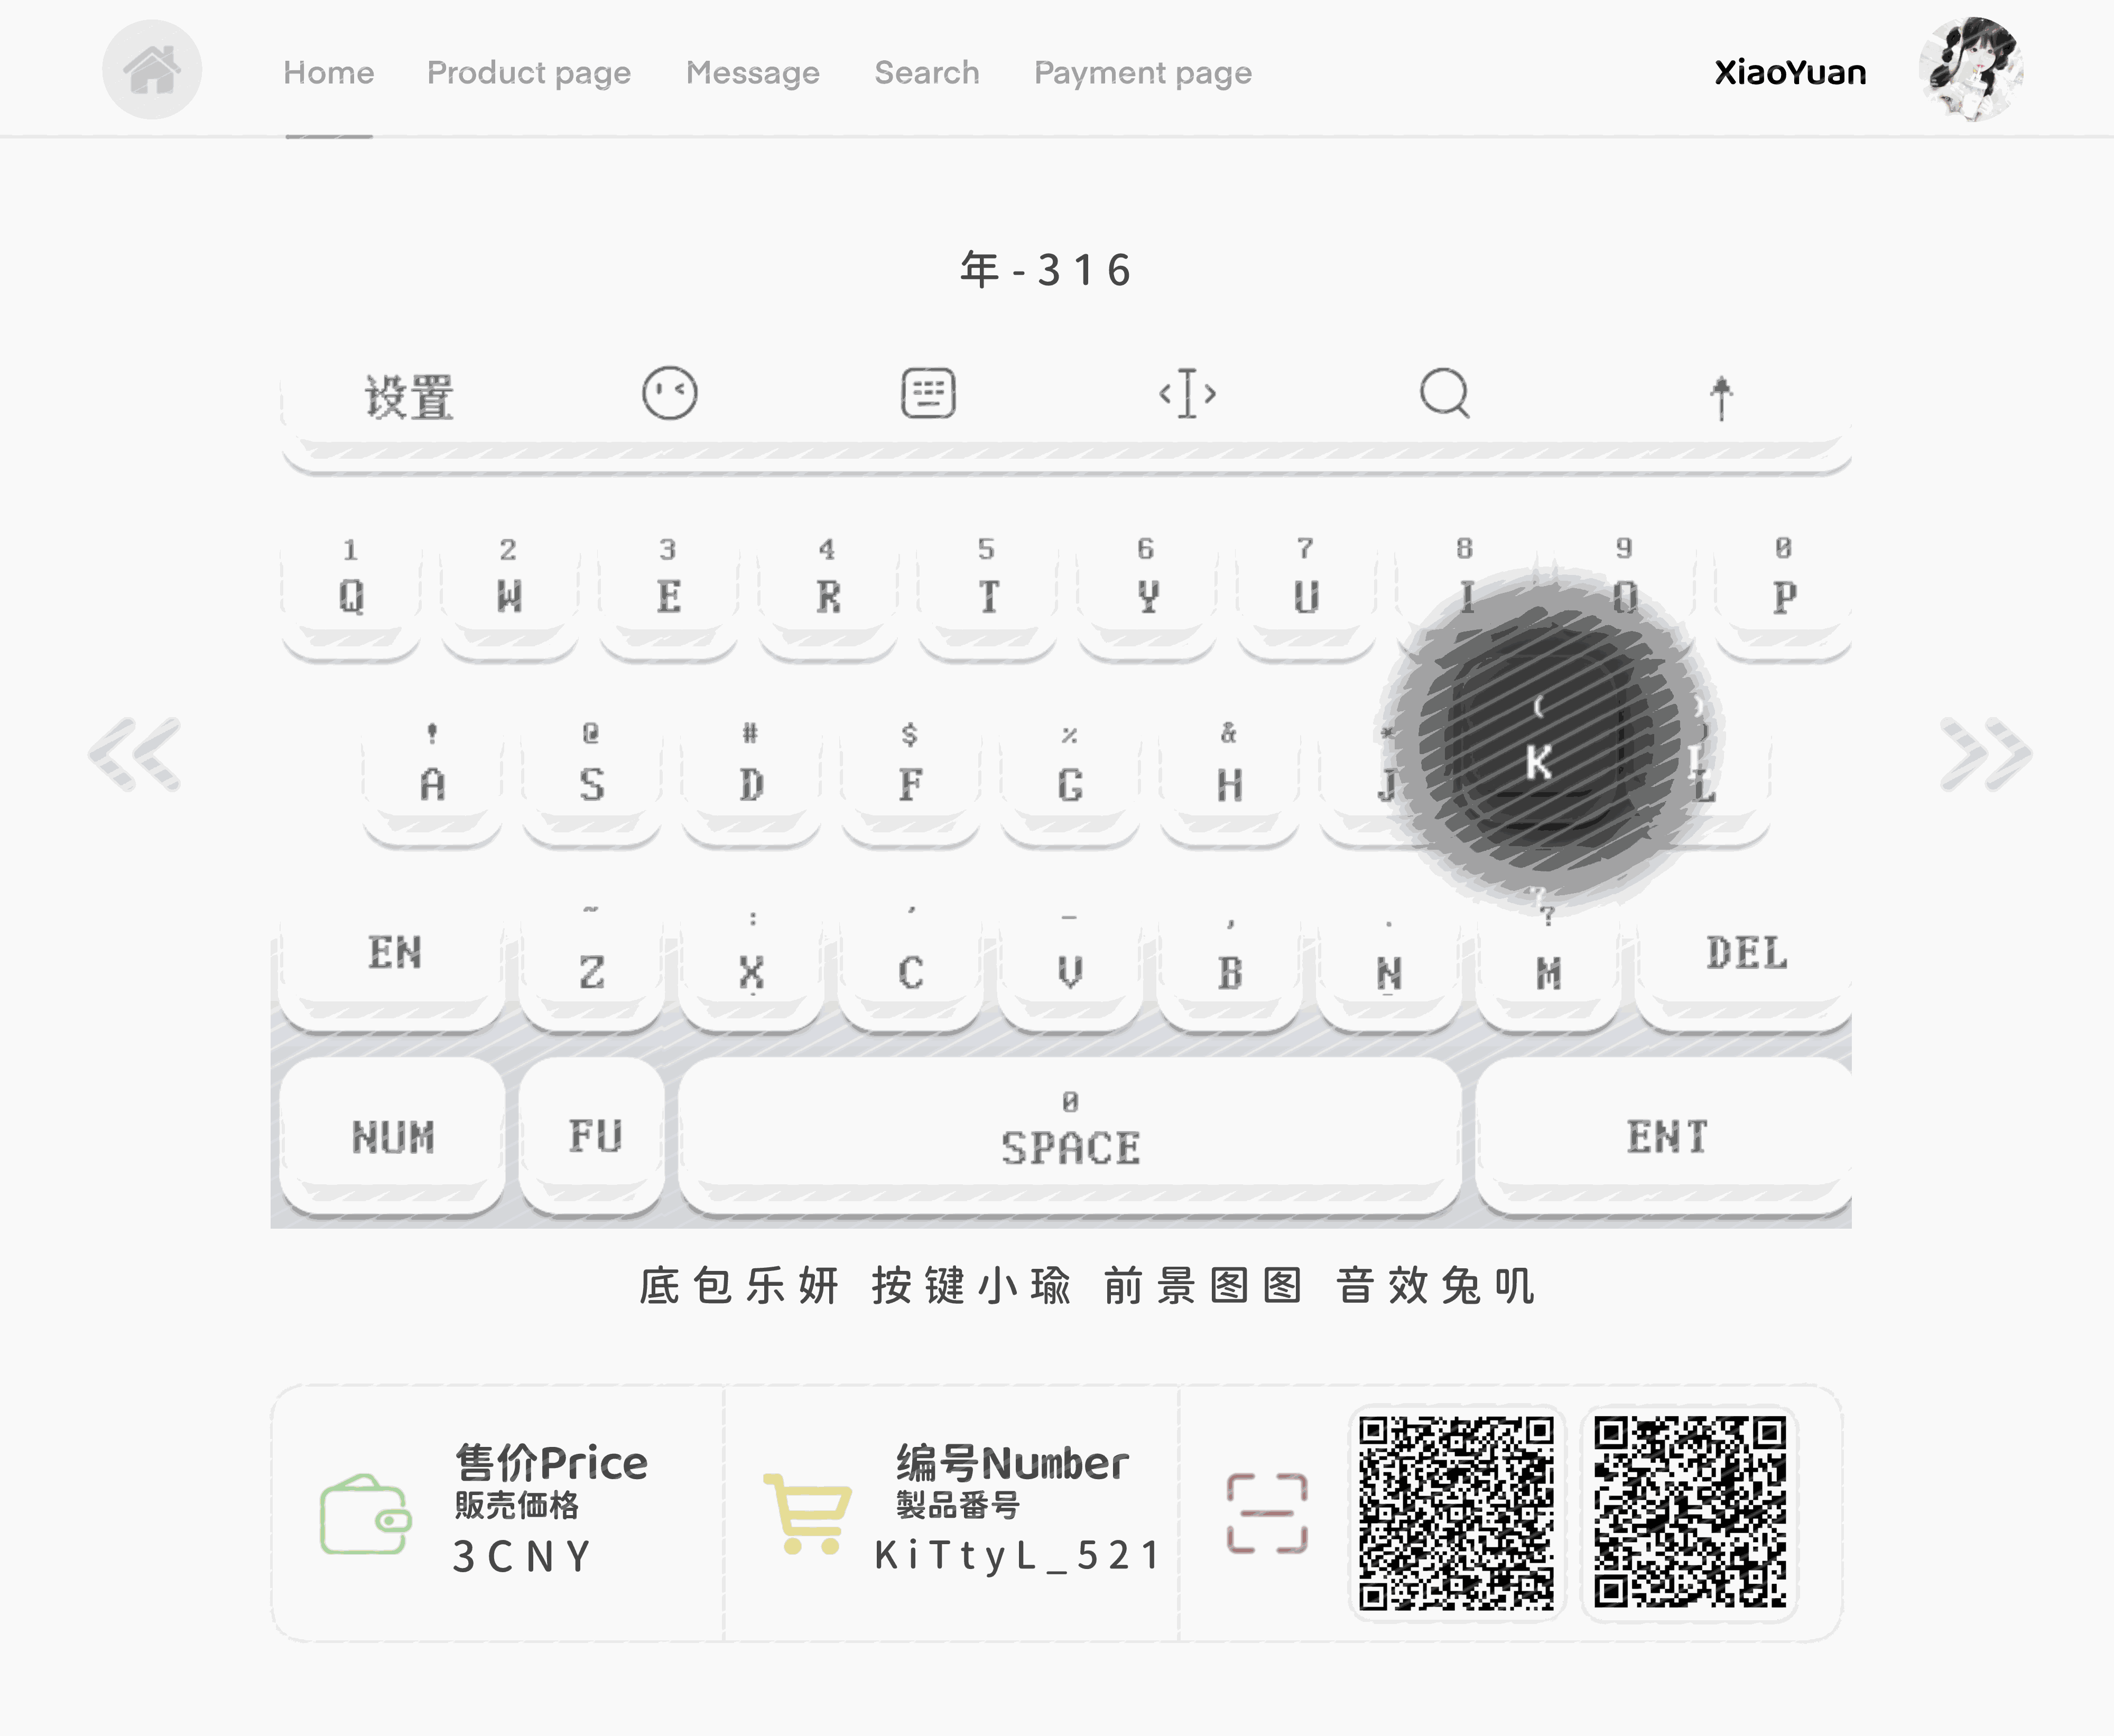 Home Product page Message Search Payment page XiaoYuan
年-316
设置
1 2 3 4 5 6 7 8 9 0
Q W E R T Y U I O P
! @ # $ % & * ( )
A S D F G H J K L
~ : ' - , . ?
EN Z X C V B N M DEL
0
NUM FU SPACE ENT
底包乐妍 按键小瑜 前景图图 音效兔叽
售价Price
販売価格
3CNY
编号Number
製品番号
KiTtyL_521